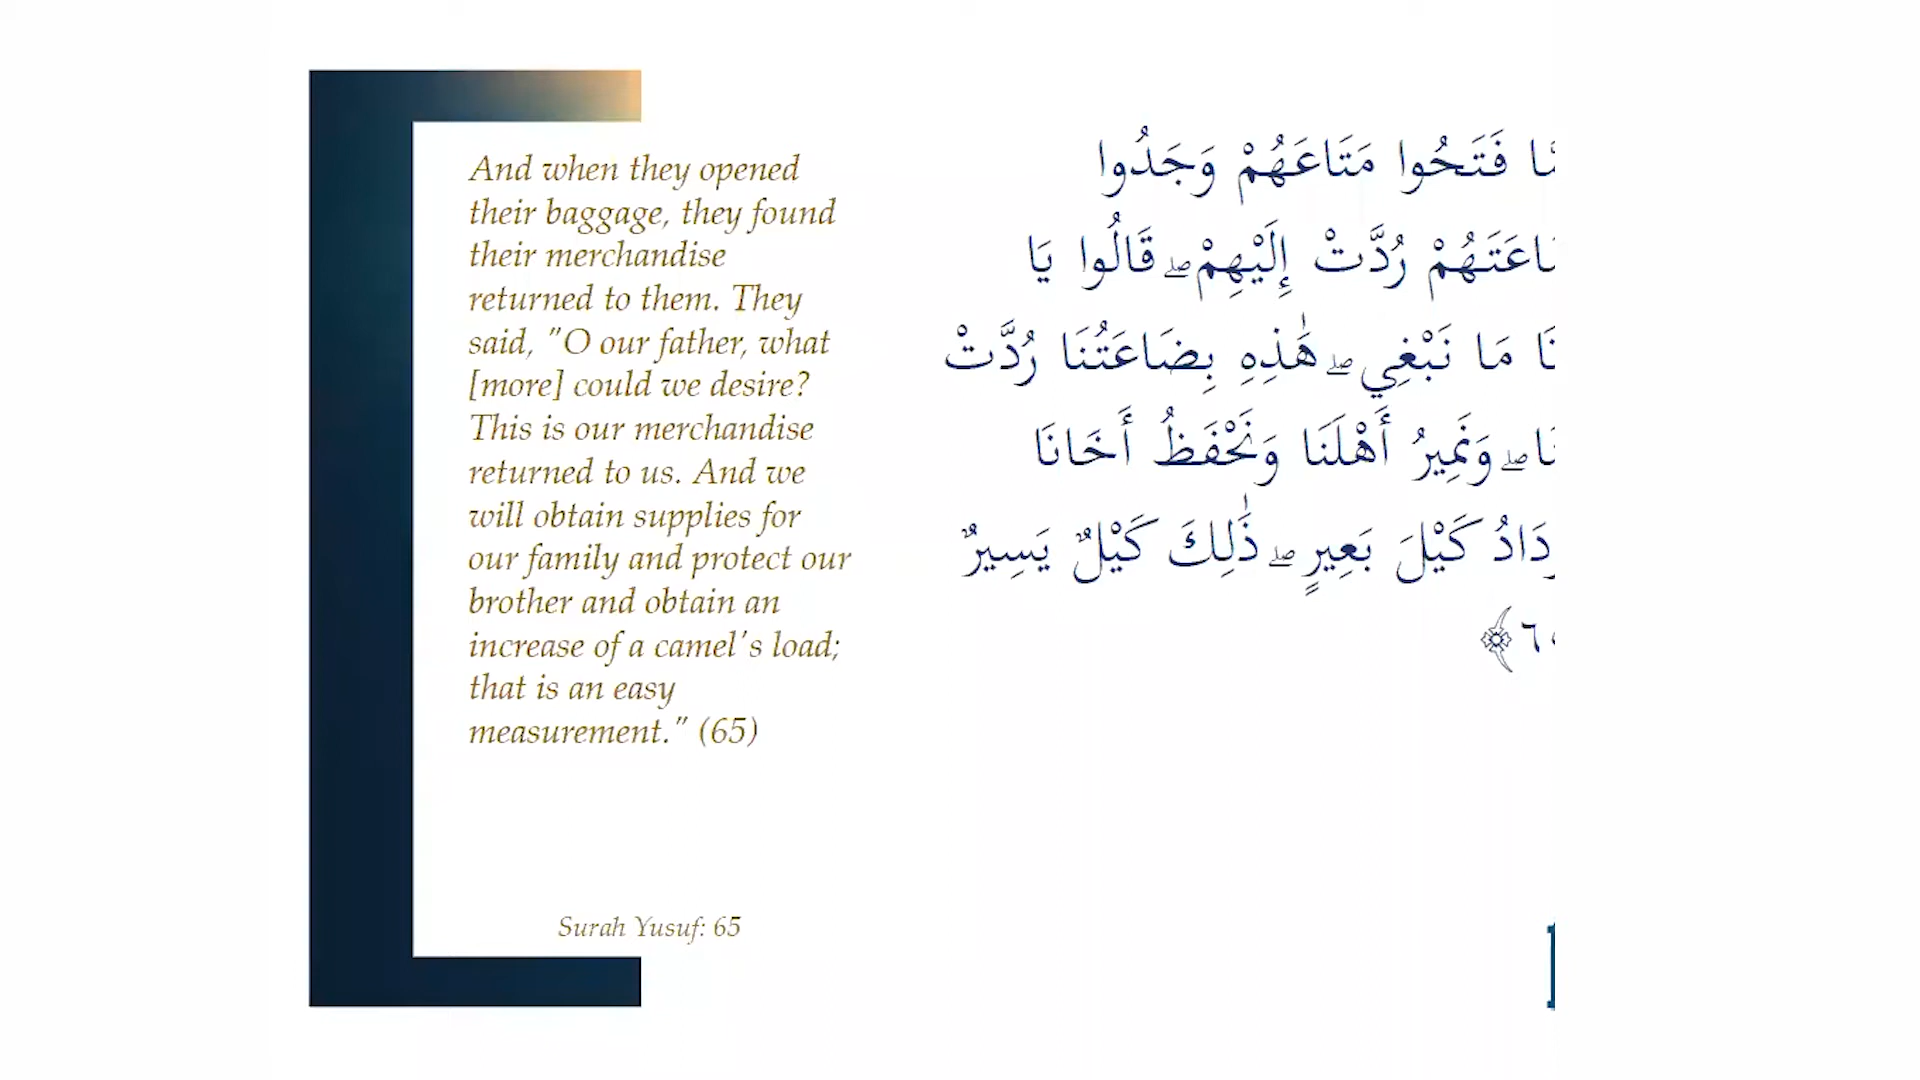 And when they opened
their baggage, they found
their merchandise
returned to them. They
said, "O our father, what
[more] could we desire?
This is our merchandise
returned to us. And we
will obtain supplies for
our family and protect our
brother and obtain an
increase of a camel's load;
that is an easy
measurement." (65)
Surah Yusuf: 65
فَتَحُوا مَتَاعَهُمْ وَجَدُوا
رُدَّتْ إِلَيْهِمْ ۖ قَالُوا يَا
مَا نَبْغِي ۖ هَٰذِهِ بِضَاعَتُنَا رُدَّتْ
ۖ وَنَمِيرُ أَهْلَنَا وَنَحْفَظُ أَخَانَا
كَيْلَ بَعِيرٍ ۖ ذَٰلِكَ كَيْلٌ يَسِيرٌ